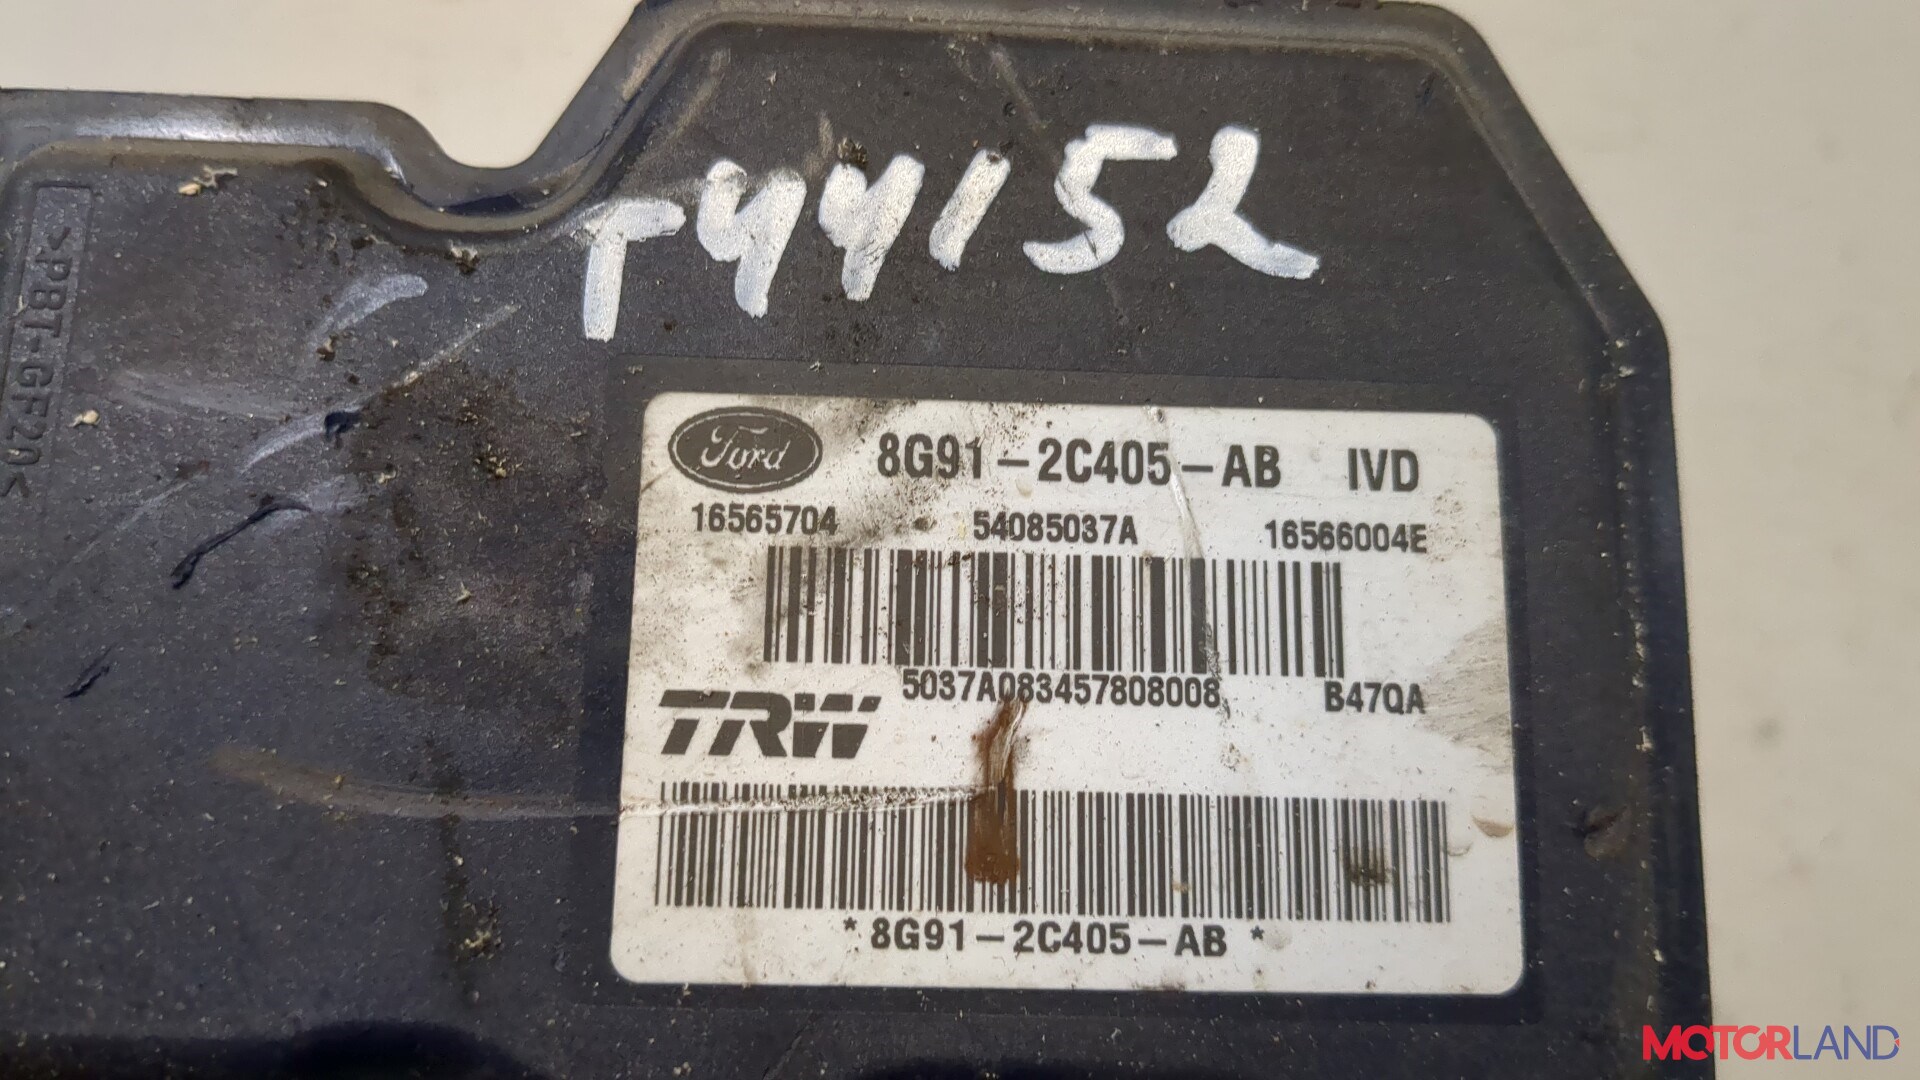 T44152
>PBT-GF20<
Ford 8G91-2C405-AB IVD
16565704 54085037A 16566004E
5037A083457808008 B47QA
TRW
*8G91-2C405-AB*
MOTORLAND